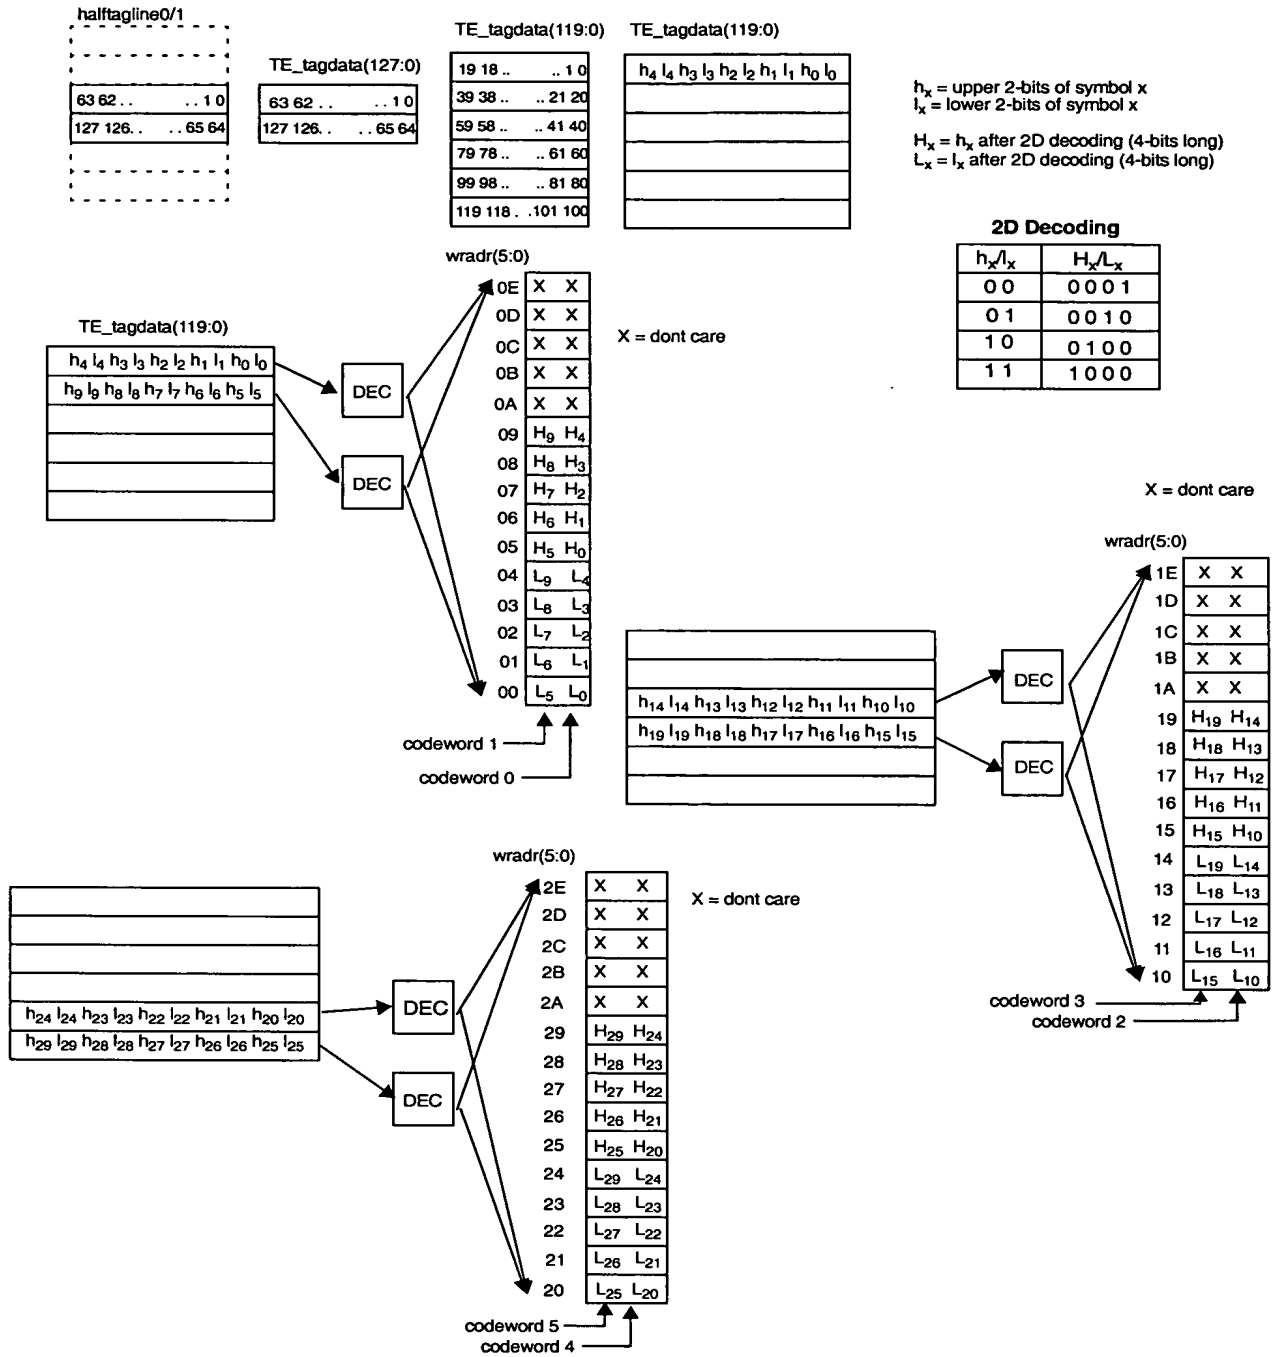 halftagline0/1
63 62 . . . . 1 0
127 126. . . . 65 64
TE_tagdata(127:0)
63 62 . . . . 1 0
127 126. . . . 65 64
TE_tagdata(119:0)
19 18 .. .. 1 0
39 38 .. .. 21 20
59 58 .. .. 41 40
79 78 .. .. 61 60
99 98 .. .. 81 80
119 118 . .101 100
TE_tagdata(119:0)
h4 l4 h3 l3 h2 l2 h1 l1 h0 l0
hx = upper 2-bits of symbol x
lx = lower 2-bits of symbol x
Hx = hx after 2D decoding (4-bits long)
Lx = lx after 2D decoding (4-bits long)
2D Decoding
hx/lx Hx/Lx
0 0 0 0 0 1
0 1 0 0 1 0
1 0 0 1 0 0
1 1 1 0 0 0
TE_tagdata(119:0)
h4 l4 h3 l3 h2 l2 h1 l1 h0 l0
h9 l9 h8 l8 h7 l7 h6 l6 h5 l5
DEC
DEC
wradr(5:0)
0E X X
0D X X
0C X X
0B X X
0A X X
09 H9 H4
08 H8 H3
07 H7 H2
06 H6 H1
05 H5 H0
04 L9 L4
03 L8 L3
02 L7 L2
01 L6 L1
00 L5 L0
codeword 1
codeword 0
X = dont care
h14 l14 h13 l13 h12 l12 h11 l11 h10 l10
h19 l19 h18 l18 h17 l17 h16 l16 h15 l15
DEC
DEC
X = dont care
wradr(5:0)
1E X X
1D X X
1C X X
1B X X
1A X X
19 H19 H14
18 H18 H13
17 H17 H12
16 H16 H11
15 H15 H10
14 L19 L14
13 L18 L13
12 L17 L12
11 L16 L11
10 L15 L10
codeword 3
codeword 2
h24 l24 h23 l23 h22 l22 h21 l21 h20 l20
h29 l29 h28 l28 h27 l27 h26 l26 h25 l25
DEC
DEC
wradr(5:0)
2E X X
2D X X
2C X X
2B X X
2A X X
29 H29 H24
28 H28 H23
27 H27 H22
26 H26 H21
25 H25 H20
24 L29 L24
23 L28 L23
22 L27 L22
21 L26 L21
20 L25 L20
codeword 5
codeword 4
X = dont care